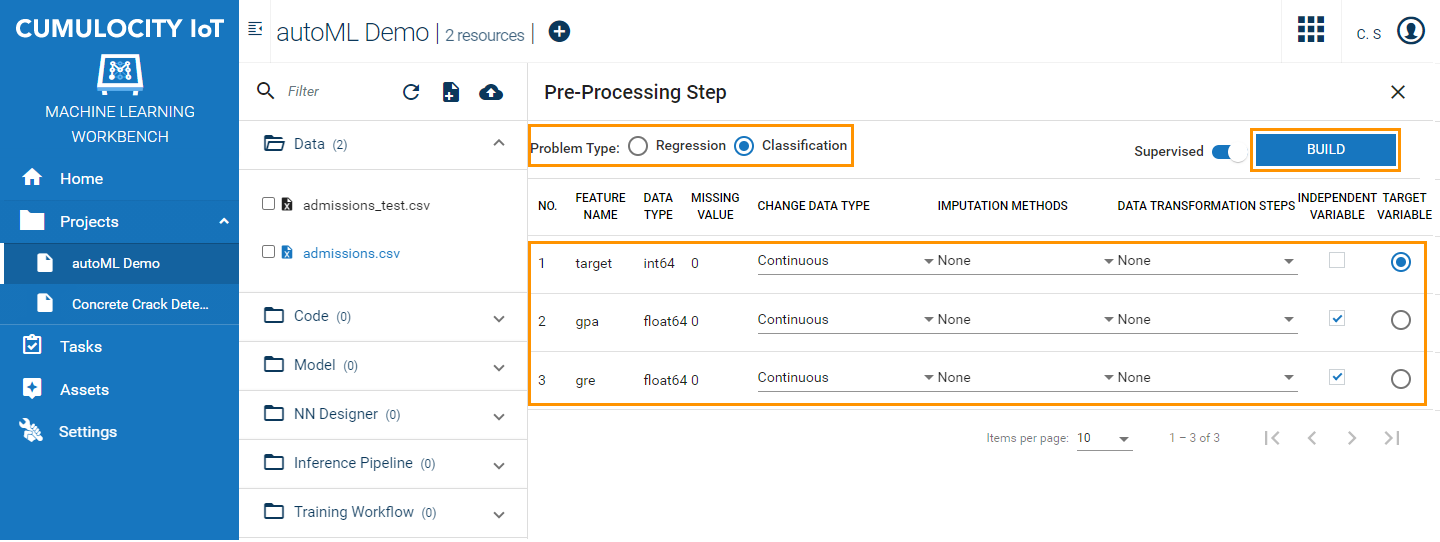 CUMULOCITY IoT
MACHINE LEARNING
WORKBENCH
Home
Projects
autoML Demo
Concrete Crack Dete...
Tasks
Assets
Settings
autoML Demo | 2 resources |
C. S
Filter
Data (2)
admissions_test.csv
admissions.csv
Code (0)
Model (0)
NN Designer (0)
Inference Pipeline (0)
Training Workflow (0)
Pre-Processing Step
Problem Type: Regression Classification
Supervised BUILD
NO. FEATURE NAME DATA TYPE MISSING VALUE CHANGE DATA TYPE IMPUTATION METHODS DATA TRANSFORMATION STEPS INDEPENDENT VARIABLE TARGET VARIABLE
1 target int64 0 Continuous None None
2 gpa float64 0 Continuous None None
3 gre float64 0 Continuous None None
Items per page: 10 1 – 3 of 3